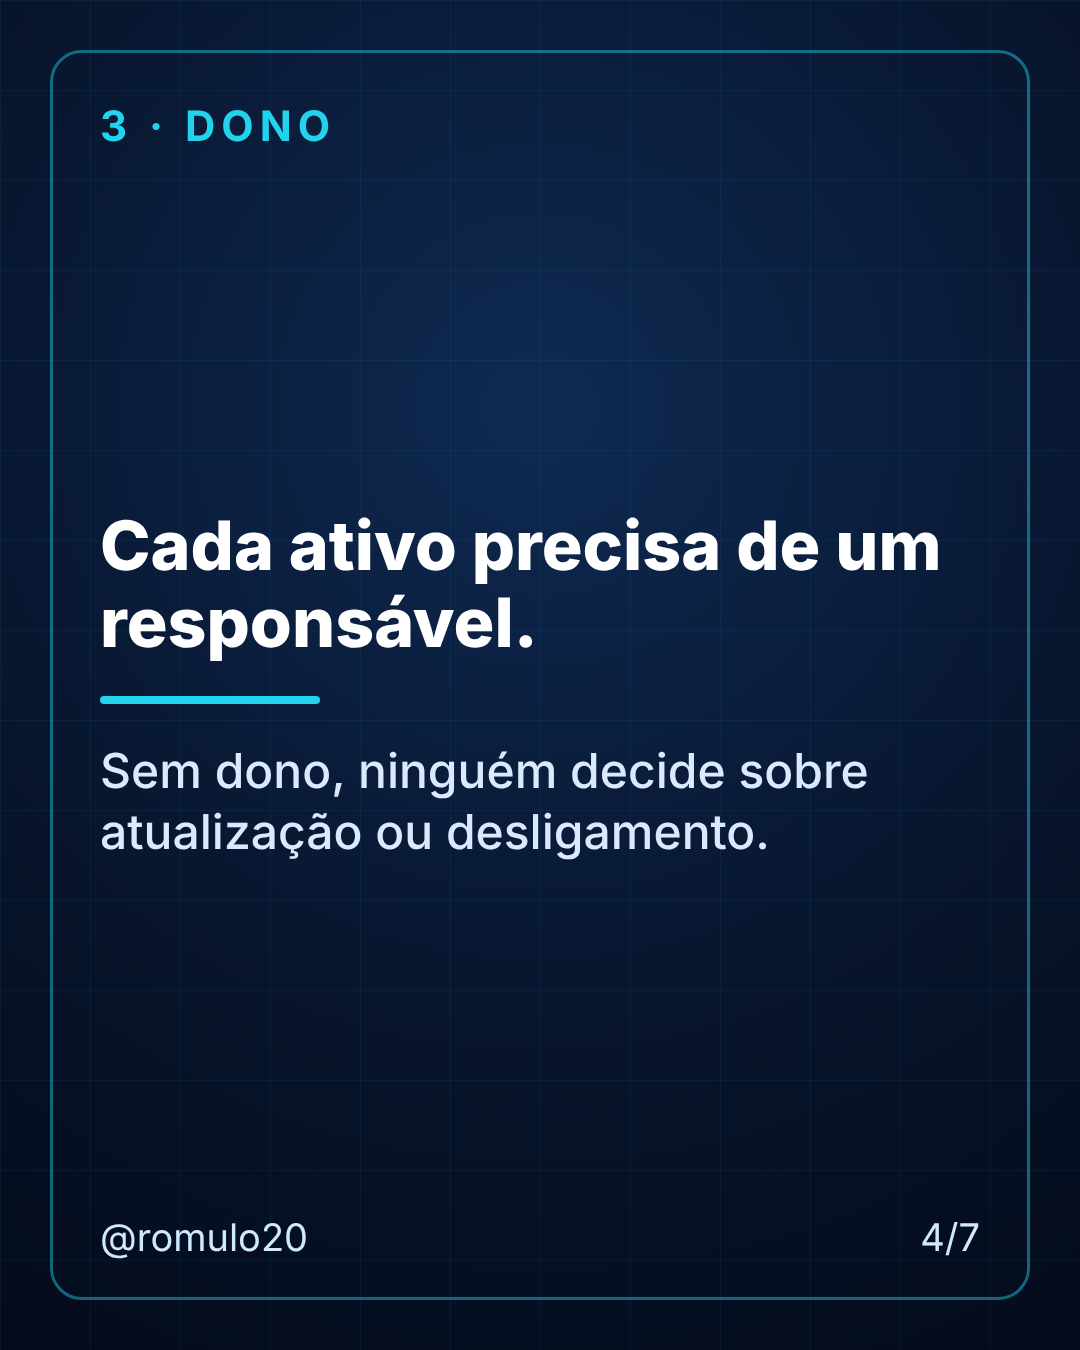 3 · DONO
Cada ativo precisa de um
responsável.
Sem dono, ninguém decide sobre
atualização ou desligamento.
@romulo20
4/7